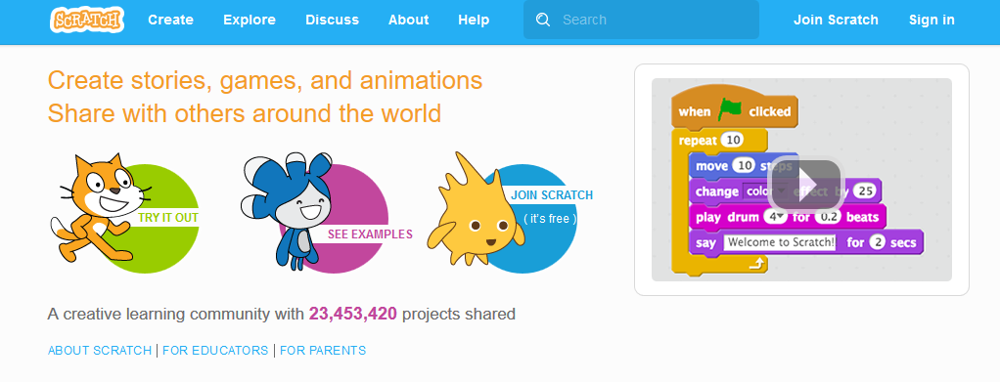 SCRATCH Create Explore Discuss About Help Search Join Scratch Sign in
Create stories, games, and animations
Share with others around the world
TRY IT OUT
SEE EXAMPLES
JOIN SCRATCH
( it's free )
when clicked
repeat 10
move 10 steps
change color effect by 25
play drum 4 for 0.2 beats
say Welcome to Scratch! for 2 secs
A creative learning community with 23,453,420 projects shared
ABOUT SCRATCH | FOR EDUCATORS | FOR PARENTS